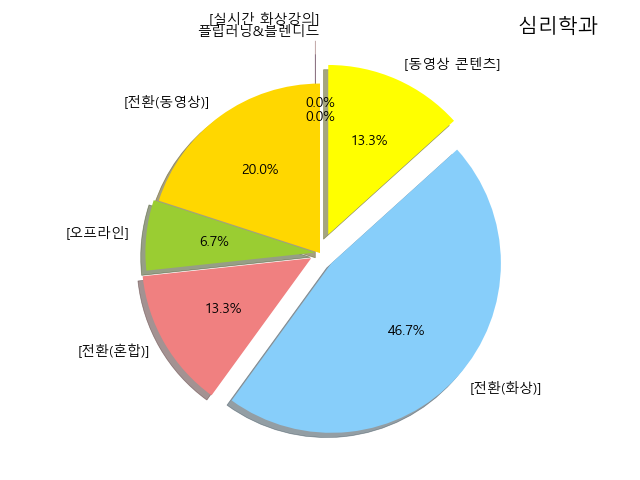 심리학과
[실시간 화상강의]
플립러닝&블렌디드
[동영상 콘텐츠]
[전환(동영상)]
0.0%
0.0%
13.3%
20.0%
[오프라인]
6.7%
13.3%
46.7%
[전환(혼합)]
[전환(화상)]